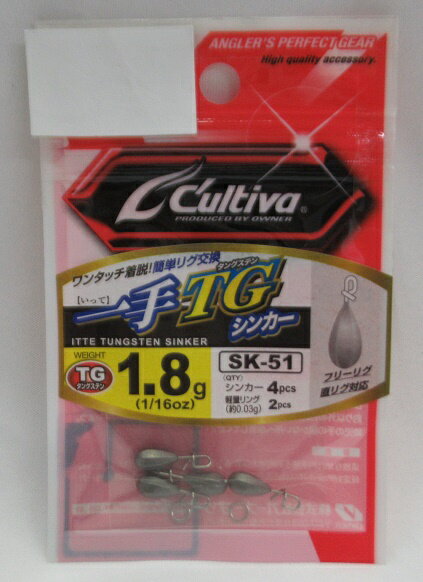 ANGLER'S PERFECT GEAR
High quality accessory.
C'ultiva®
PRODUCED BY OWNER
ワンタッチ着脱!簡単リグ交換
タングステン
【いって】
一手TG
シンカー
ITTE TUNGSTEN SINKER
WEIGHT
TG
タングステン
1.8g
(1/16oz)
SK-51
(QTY)
シンカー 4pcs
軽量リング 2pcs
(約0.03g)
フリーリグ
直リグ対応